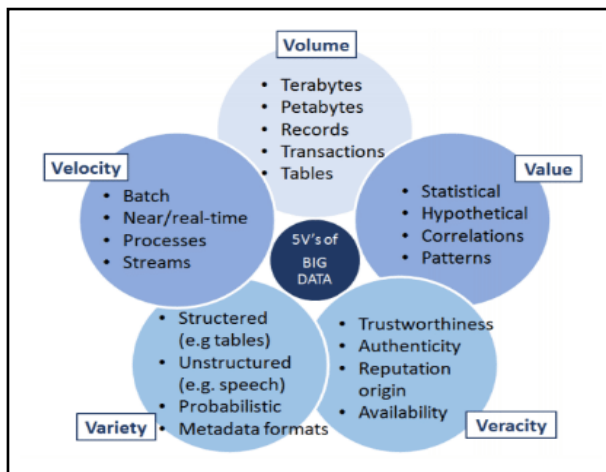 Volume
• Terabytes
• Petabytes
• Records
• Transactions
• Tables
Velocity
• Batch
• Near/real-time
• Processes
• Streams
Value
• Statistical
• Hypothetical
• Correlations
• Patterns
5V's of
BIG
DATA
• Structered
(e.g tables)
• Unstructured
(e.g. speech)
• Probabilistic
• Metadata formats
Variety
• Trustworthiness
• Authenticity
• Reputation
origin
• Availability
Veracity